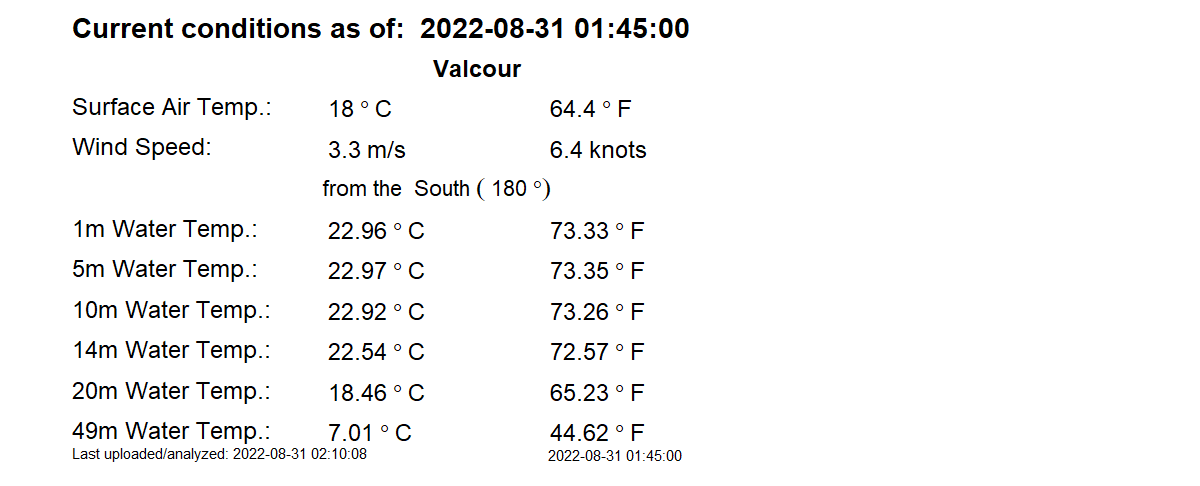 Current conditions as of:  2022-08-31 01:45:00
Valcour
Surface Air Temp.: 18 ° C 64.4 ° F
Wind Speed: 3.3 m/s 6.4 knots
from the  South ( 180 °)
1m Water Temp.: 22.96 ° C 73.33 ° F
5m Water Temp.: 22.97 ° C 73.35 ° F
10m Water Temp.: 22.92 ° C 73.26 ° F
14m Water Temp.: 22.54 ° C 72.57 ° F
20m Water Temp.: 18.46 ° C 65.23 ° F
49m Water Temp.: 7.01 ° C 44.62 ° F
Last uploaded/analyzed: 2022-08-31 02:10:08 2022-08-31 01:45:00